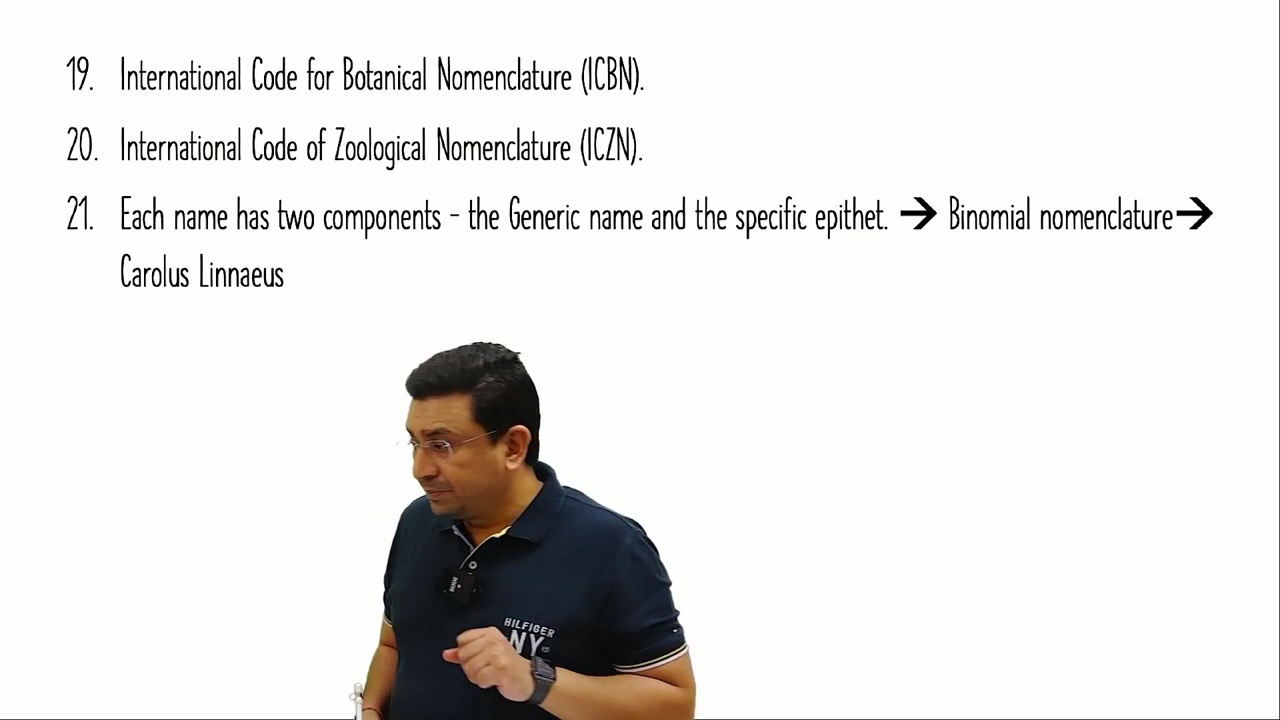 19. International Code for Botanical Nomenclature (ICBN).
20. International Code of Zoological Nomenclature (ICZN).
21. Each name has two components - the Generic name and the specific epithet. → Binomial nomenclature→
Carolus Linnaeus
HILFIGER
NY